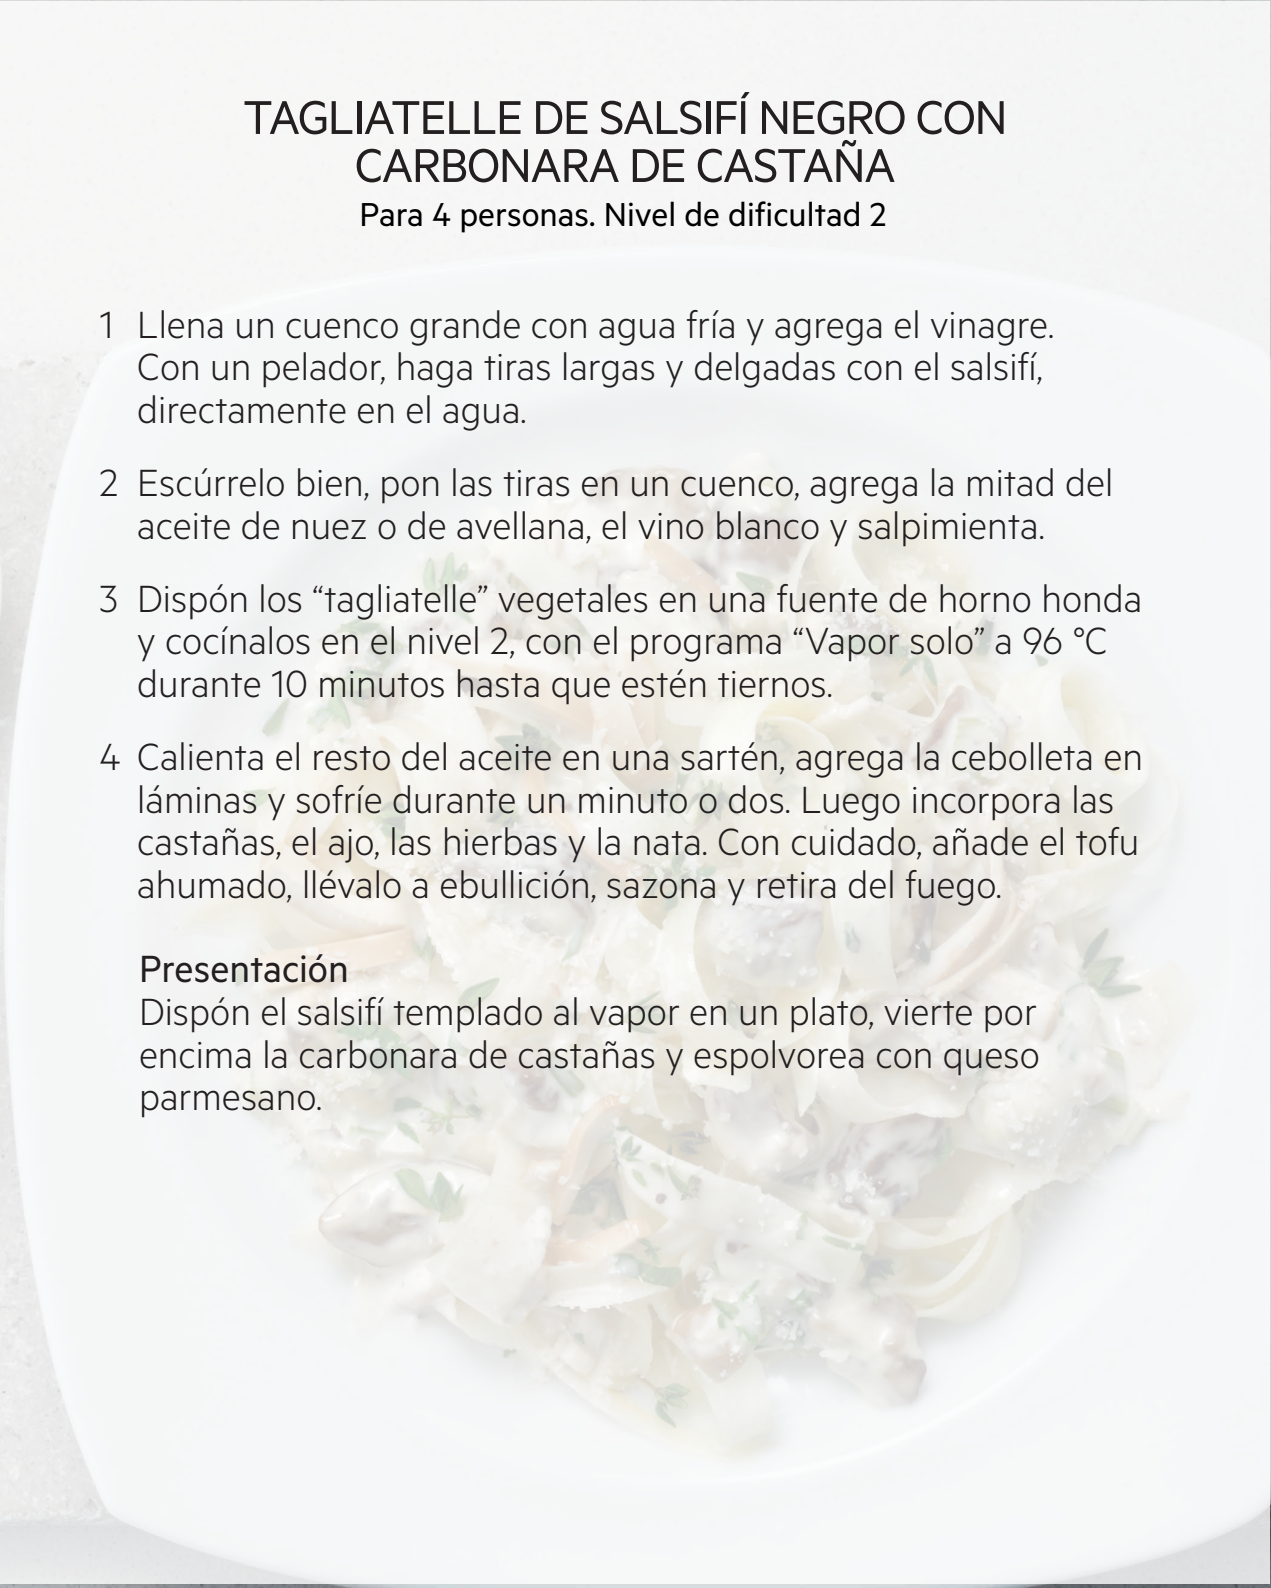 TAGLIATELLE DE SALSIFÍ NEGRO CON
CARBONARA DE CASTAÑA
Para 4 personas. Nivel de dificultad 2
1 Llena un cuenco grande con agua fría y agrega el vinagre.
Con un pelador, haga tiras largas y delgadas con el salsifí,
directamente en el agua.
2 Escúrrelo bien, pon las tiras en un cuenco, agrega la mitad del
aceite de nuez o de avellana, el vino blanco y salpimienta.
3 Dispón los “tagliatelle” vegetales en una fuente de horno honda
y cocínalos en el nivel 2, con el programa “Vapor solo” a 96 °C
durante 10 minutos hasta que estén tiernos.
4 Calienta el resto del aceite en una sartén, agrega la cebolleta en
láminas y sofríe durante un minuto o dos. Luego incorpora las
castañas, el ajo, las hierbas y la nata. Con cuidado, añade el tofu
ahumado, llévalo a ebullición, sazona y retira del fuego.
Presentación
Dispón el salsifí templado al vapor en un plato, vierte por
encima la carbonara de castañas y espolvorea con queso
parmesano.